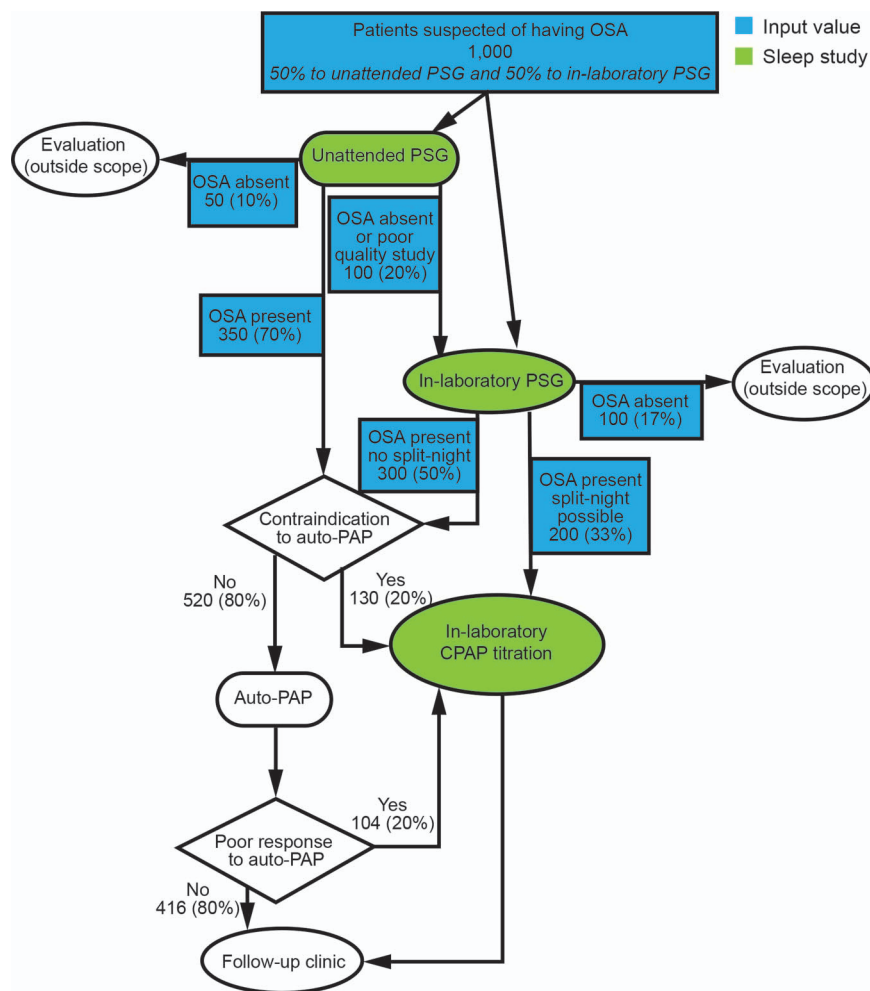 Patients suspected of having OSA
1,000
50% to unattended PSG and 50% to in-laboratory PSG
Input value
Sleep study
Evaluation
(outside scope)
Unattended PSG
OSA absent
50 (10%)
OSA absent
or poor
quality study
100 (20%)
OSA present
350 (70%)
In-laboratory PSG
Evaluation
(outside scope)
OSA absent
100 (17%)
OSA present
no split-night
300 (50%)
OSA present
split-night
possible
200 (33%)
Contraindication
to auto-PAP
No
520 (80%)
Yes
130 (20%)
In-laboratory
CPAP titration
Auto-PAP
Yes
104 (20%)
Poor response
to auto-PAP
No
416 (80%)
Follow-up clinic